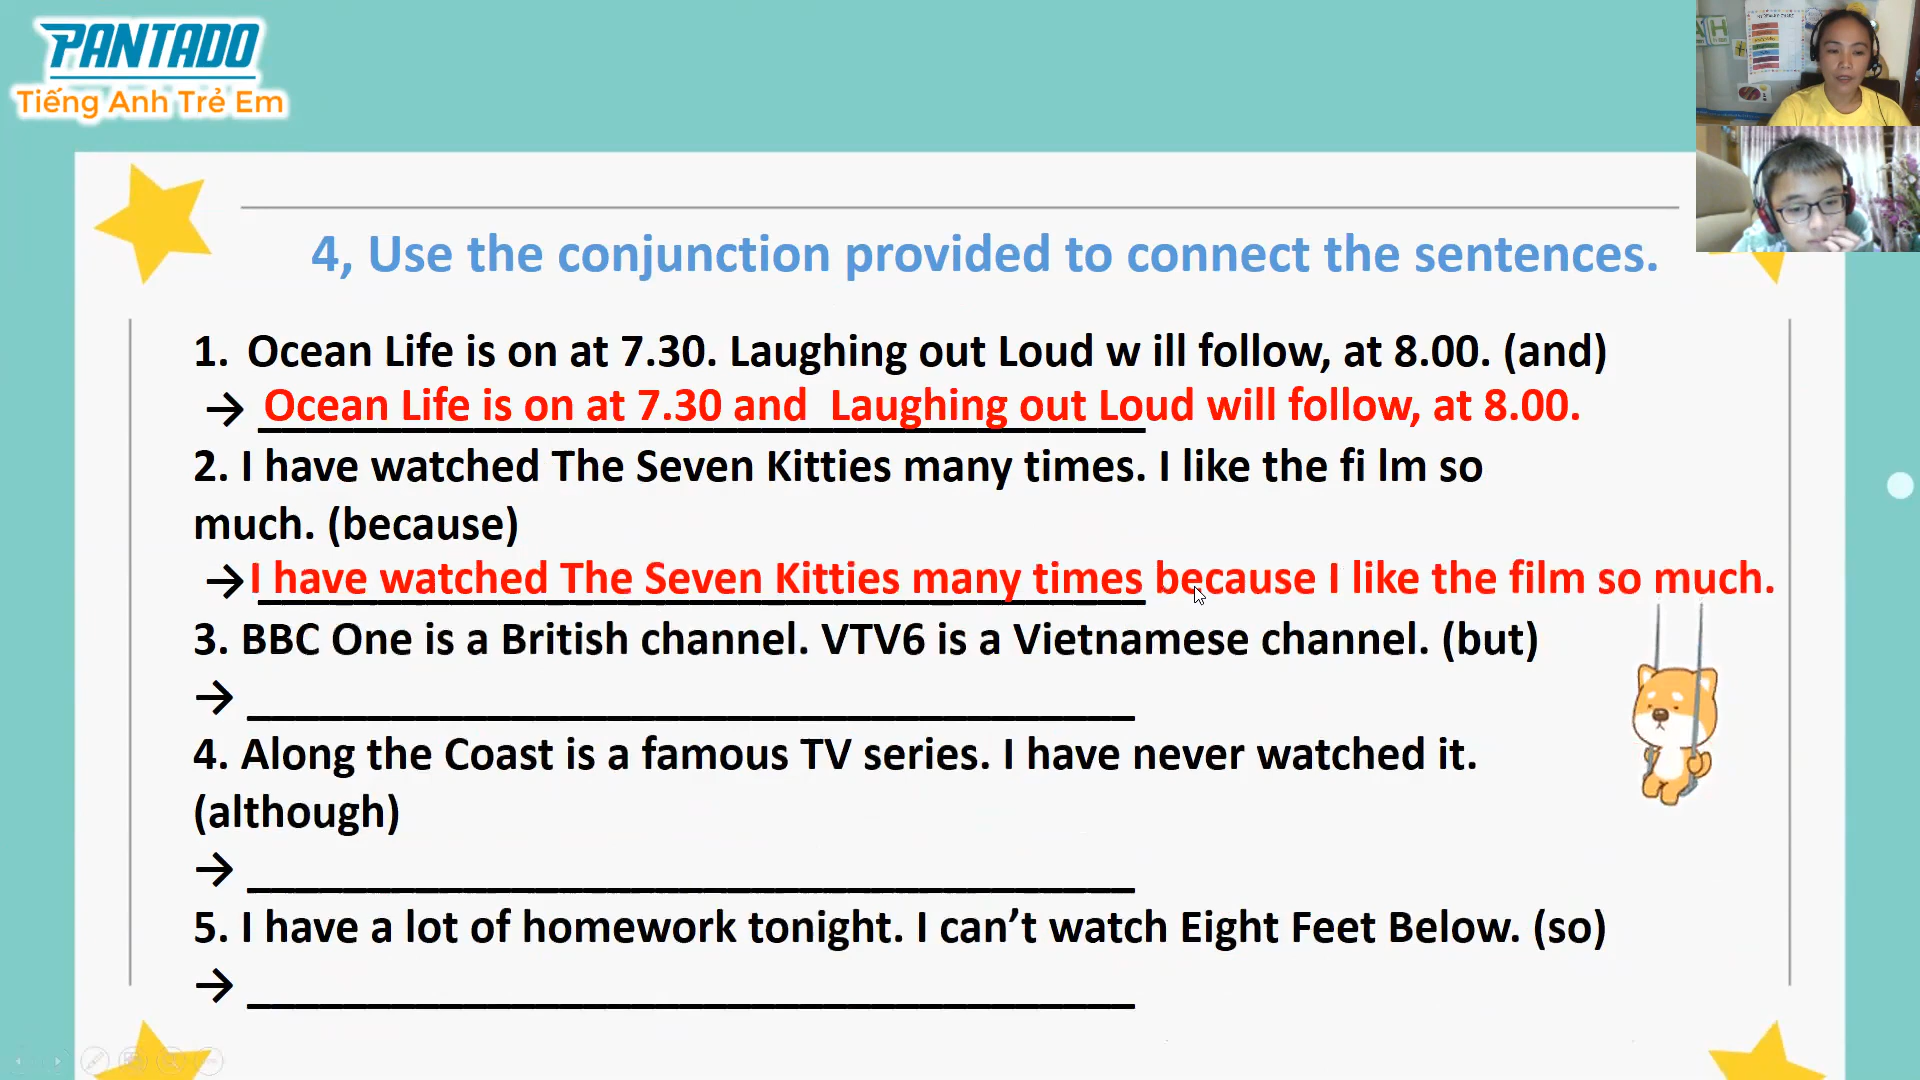 PANTADO
Tiếng Anh Trẻ Em
4, Use the conjunction provided to connect the sentences.
1. Ocean Life is on at 7.30. Laughing out Loud w ill follow, at 8.00. (and)
→ Ocean Life is on at 7.30 and Laughing out Loud will follow, at 8.00.
2. I have watched The Seven Kitties many times. I like the fi lm so
much. (because)
→I have watched The Seven Kitties many times because I like the film so much.
3. BBC One is a British channel. VTV6 is a Vietnamese channel. (but)
→ _____________________________________
4. Along the Coast is a famous TV series. I have never watched it.
(although)
→ _____________________________________
5. I have a lot of homework tonight. I can’t watch Eight Feet Below. (so)
→ _____________________________________